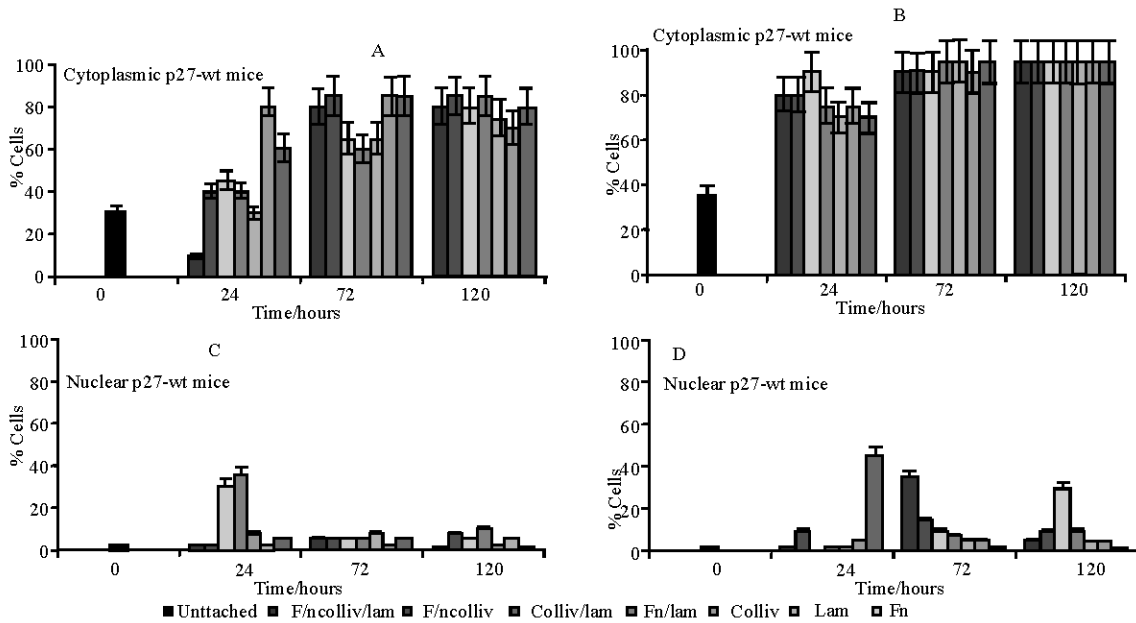 A
Cytoplasmic p27-wt mice
100
80
60
40
20
0
% Cells
0 24 72 120
Time/hours
B
Cytoplasmic p27-wt mice
100
80
60
40
20
0
% Cells
0 24 72 120
Time/hours
C
Nuclear p27-wt mice
100
80
60
40
20
0
% Cells
0 24 72 120
Time/hours
D
Nuclear p27-wt mice
100
80
60
40
20
0
% Cells
0 24 72 120
Time/hours
Unttached F/ncolliv/lam F/ncolliv Colliv/lam Fn/lam Colliv Lam Fn